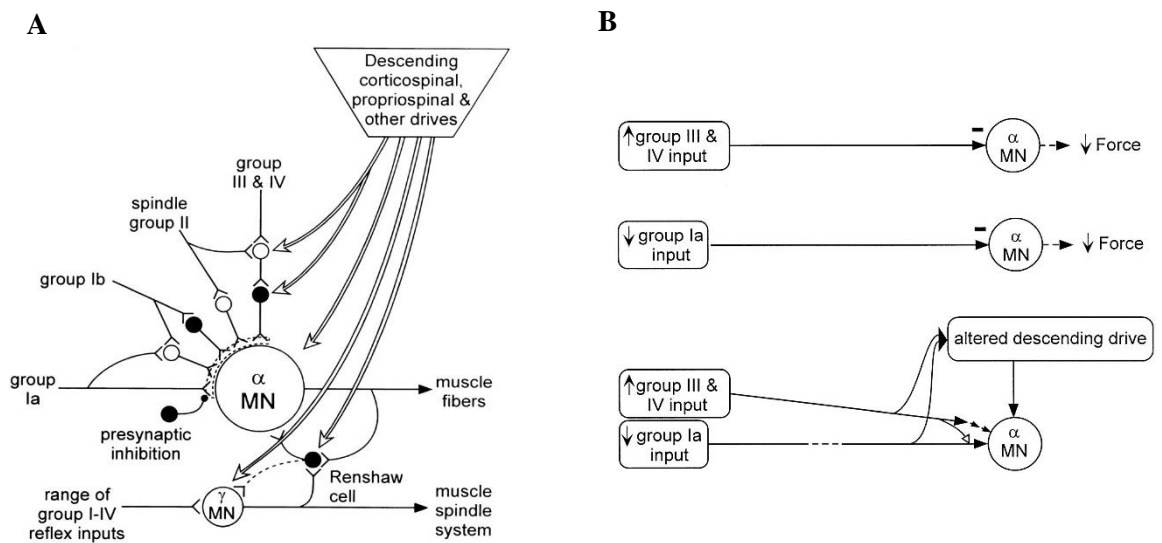 A
Descending
corticospinal,
propriospinal &
other drives
group
III & IV
spindle
group II
group Ib
group
Ia
α
MN
muscle
fibers
presynaptic
inhibition
Renshaw
cell
range of
group I-IV
reflex inputs
γ
MN
muscle
spindle
system
B
↑group III &
IV input
−
α
MN
↓ Force
↓ group Ia
input
−
α
MN
↓ Force
altered descending drive
↑group III &
IV input
↓ group Ia
input
α
MN